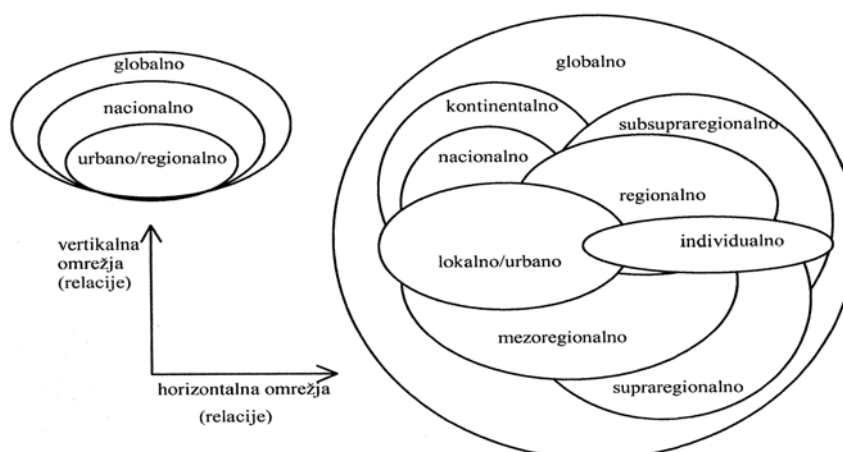 globalno
nacionalno
urbano/regionalno
vertikalna
omrežja
(relacije)
horizontalna omrežja
(relacije)
globalno
kontinentalno
subsupraregionalno
nacionalno
regionalno
individualno
lokalno/urbano
mezoregionalno
supraregionalno